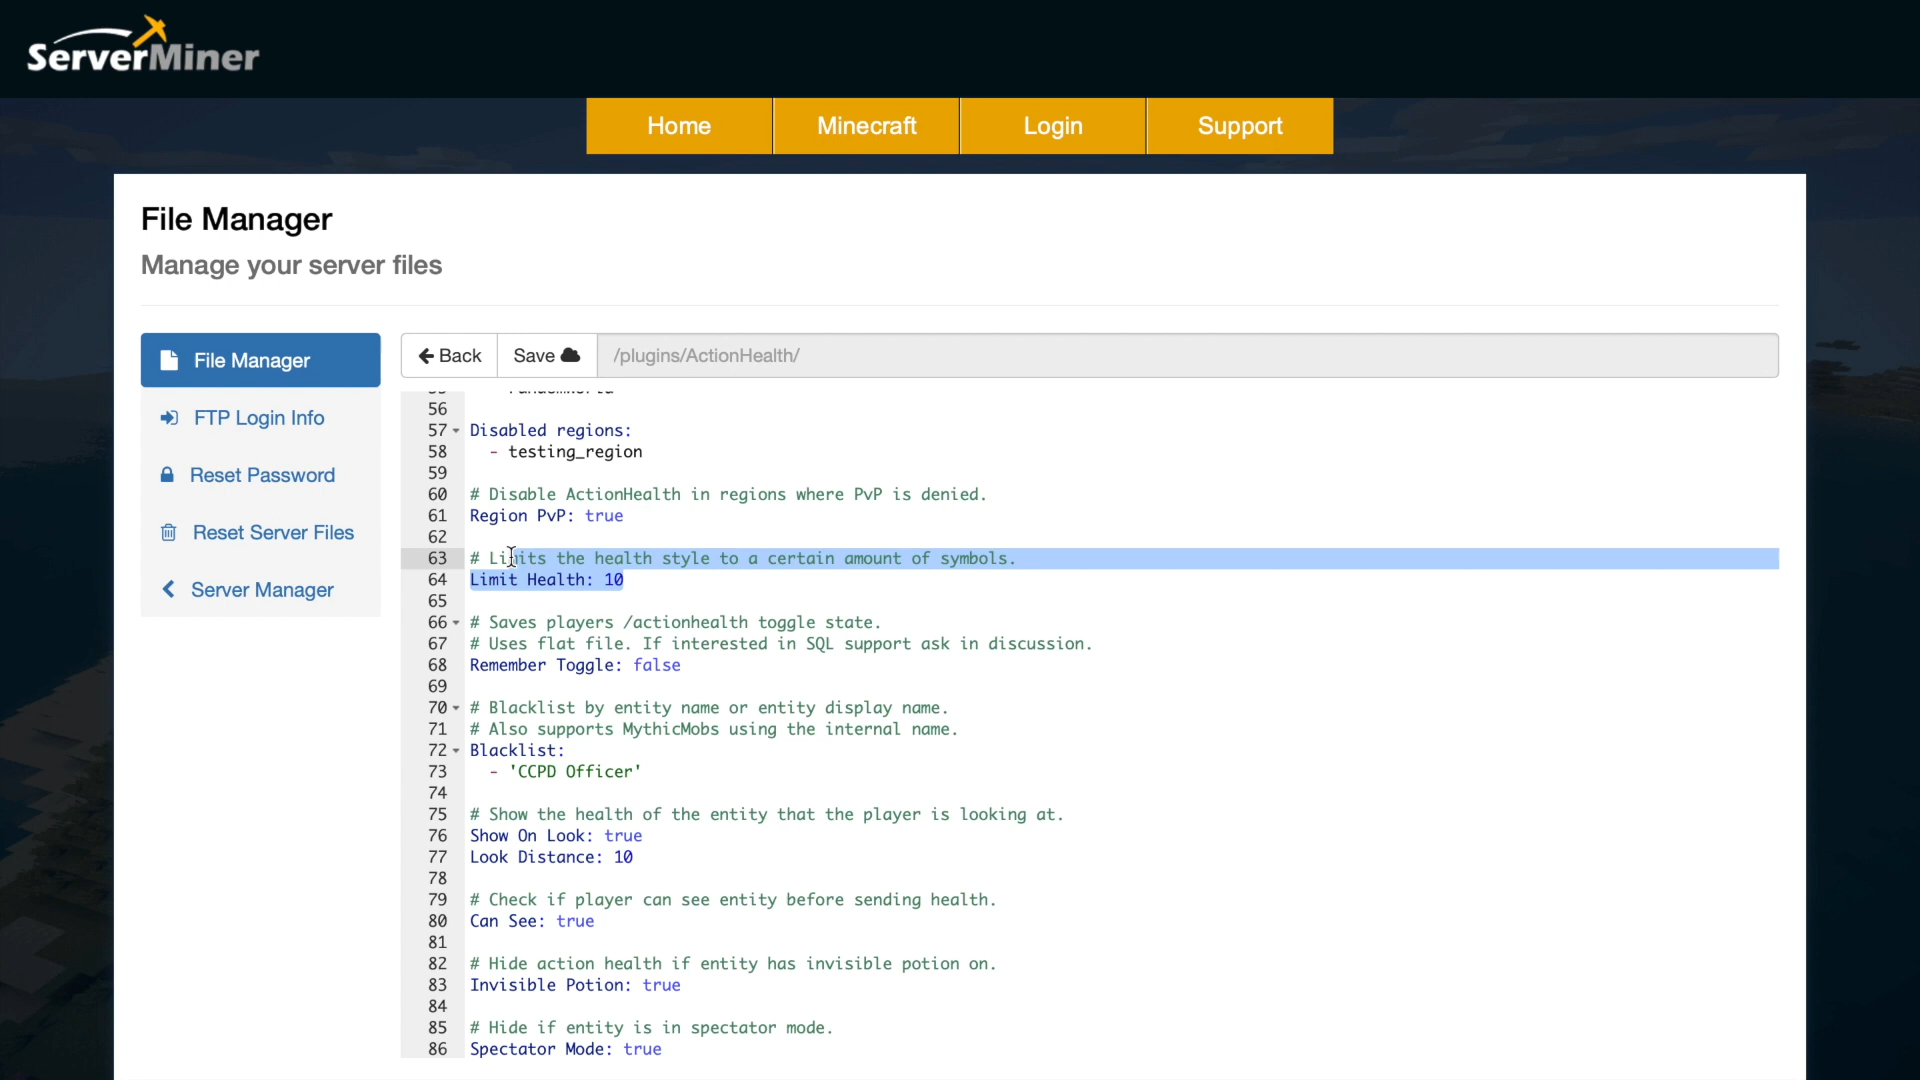 ServerMiner
Home Minecraft Login Support
File Manager
Manage your server files
File Manager
FTP Login Info
Reset Password
Reset Server Files
Server Manager
Back Save /plugins/ActionHealth/
56
57 Disabled regions:
58 - testing_region
59
60 # Disable ActionHealth in regions where PvP is denied.
61 Region PvP: true
62
63 # Limits the health style to a certain amount of symbols.
64 Limit Health: 10
65
66 # Saves players /actionhealth toggle state.
67 # Uses flat file. If interested in SQL support ask in discussion.
68 Remember Toggle: false
69
70 # Blacklist by entity name or entity display name.
71 # Also supports MythicMobs using the internal name.
72 Blacklist:
73 - 'CCPD Officer'
74
75 # Show the health of the entity that the player is looking at.
76 Show On Look: true
77 Look Distance: 10
78
79 # Check if player can see entity before sending health.
80 Can See: true
81
82 # Hide action health if entity has invisible potion on.
83 Invisible Potion: true
84
85 # Hide if entity is in spectator mode.
86 Spectator Mode: true